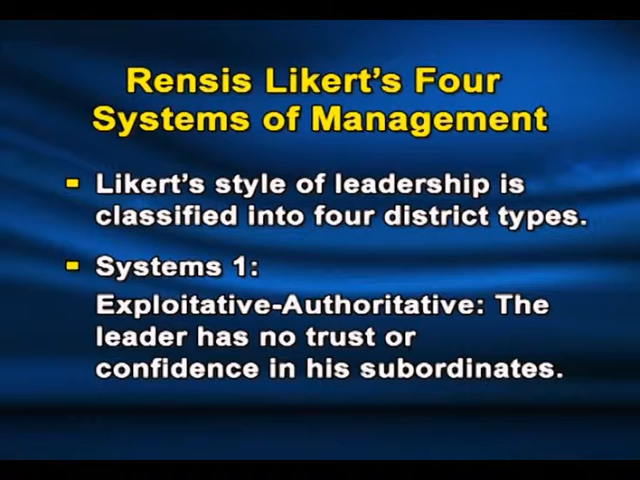 Rensis Likert's Four
Systems of Management
Likert's style of leadership is
classified into four district types.
Systems 1:
Exploitative-Authoritative: The
leader has no trust or
confidence in his subordinates.